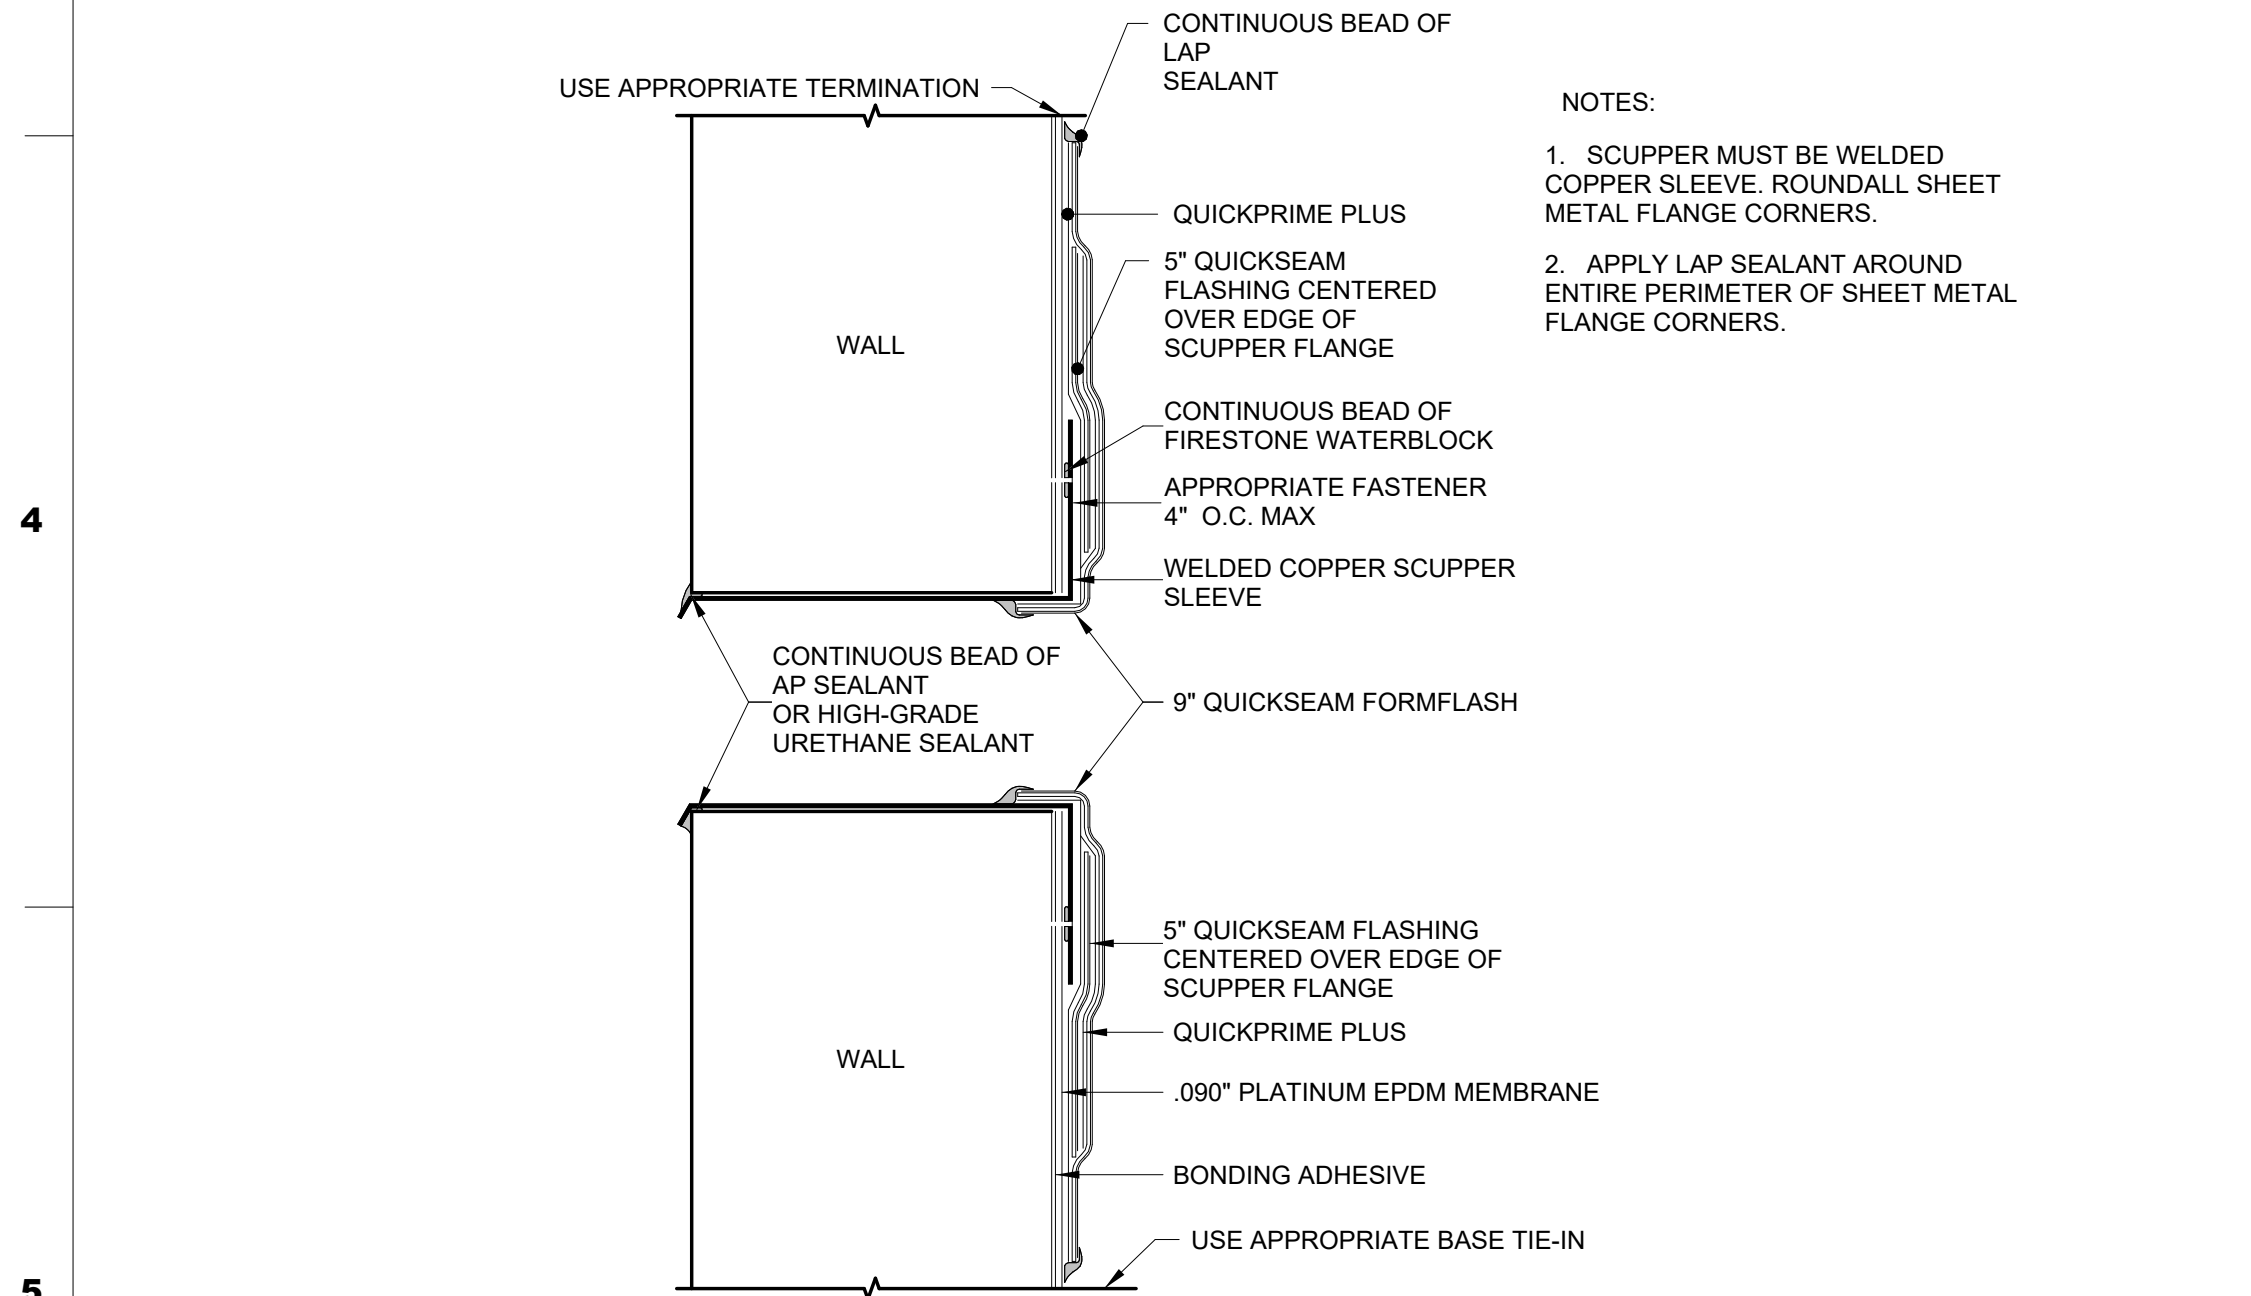 CONTINUOUS BEAD OF
LAP
SEALANT
USE APPROPRIATE TERMINATION
NOTES:
1. SCUPPER MUST BE WELDED
COPPER SLEEVE. ROUNDALL SHEET
METAL FLANGE CORNERS.
2. APPLY LAP SEALANT AROUND
ENTIRE PERIMETER OF SHEET METAL
FLANGE CORNERS.
QUICKPRIME PLUS
5" QUICKSEAM
FLASHING CENTERED
OVER EDGE OF
SCUPPER FLANGE
WALL
CONTINUOUS BEAD OF
FIRESTONE WATERBLOCK
APPROPRIATE FASTENER
4" O.C. MAX
4
WELDED COPPER SCUPPER
SLEEVE
CONTINUOUS BEAD OF
AP SEALANT
OR HIGH-GRADE
URETHANE SEALANT
9" QUICKSEAM FORMFLASH
5" QUICKSEAM FLASHING
CENTERED OVER EDGE OF
SCUPPER FLANGE
QUICKPRIME PLUS
WALL
.090" PLATINUM EPDM MEMBRANE
BONDING ADHESIVE
USE APPROPRIATE BASE TIE-IN
5